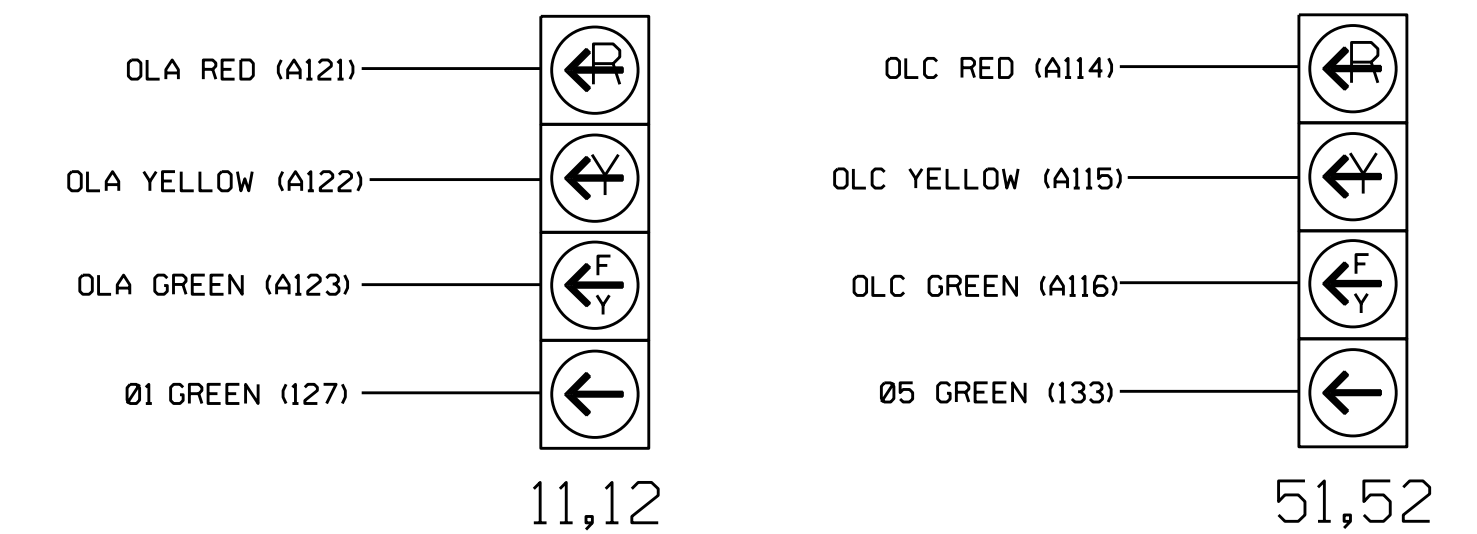 OLA RED (A121)
R
OLA YELLOW (A122)
Y
OLA GREEN (A123)
F
Y
Ø1 GREEN (127)
11,12
OLC RED (A114)
R
OLC YELLOW (A115)
Y
OLC GREEN (A116)
F
Y
Ø5 GREEN (133)
51,52